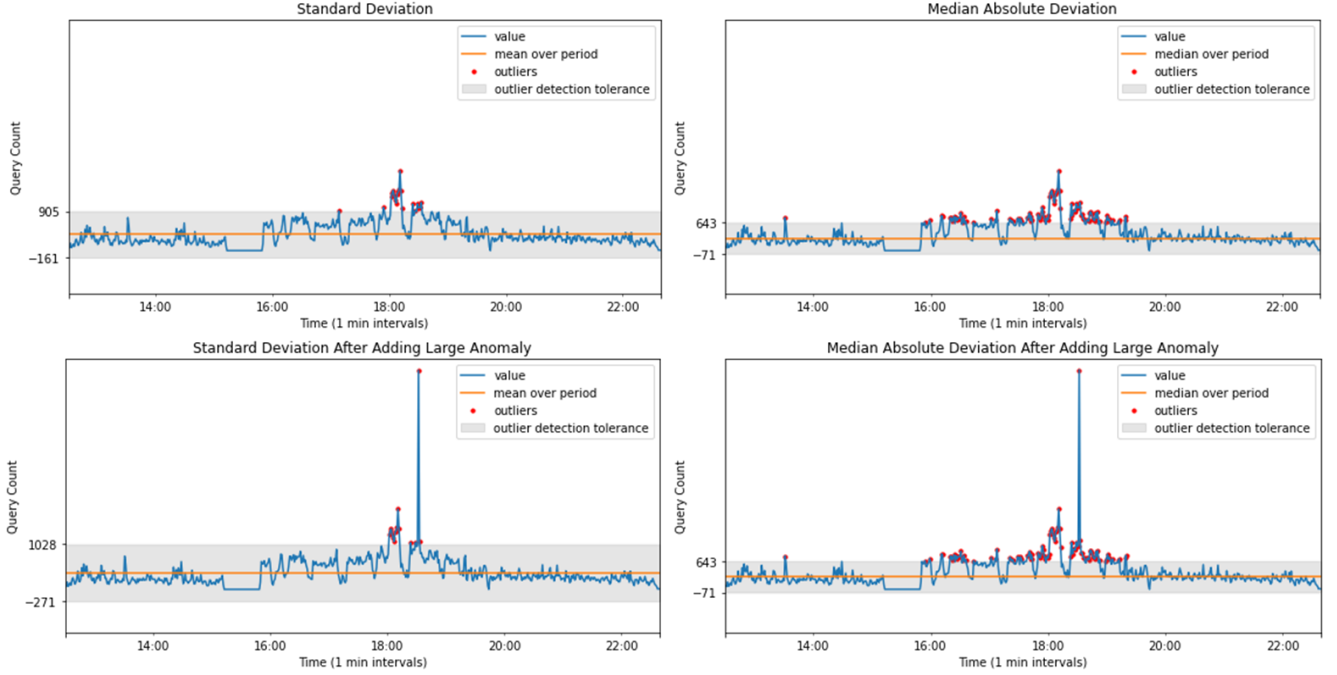 Standard Deviation
value
mean over period
outliers
outlier detection tolerance
Query Count
905
−161
14:00 16:00 18:00 20:00 22:00
Time (1 min intervals)
Median Absolute Deviation
value
median over period
outliers
outlier detection tolerance
Query Count
643
−71
14:00 16:00 18:00 20:00 22:00
Time (1 min intervals)
Standard Deviation After Adding Large Anomaly
value
mean over period
outliers
outlier detection tolerance
Query Count
1028
−271
14:00 16:00 18:00 20:00 22:00
Time (1 min intervals)
Median Absolute Deviation After Adding Large Anomaly
value
median over period
outliers
outlier detection tolerance
Query Count
643
−71
14:00 16:00 18:00 20:00 22:00
Time (1 min intervals)